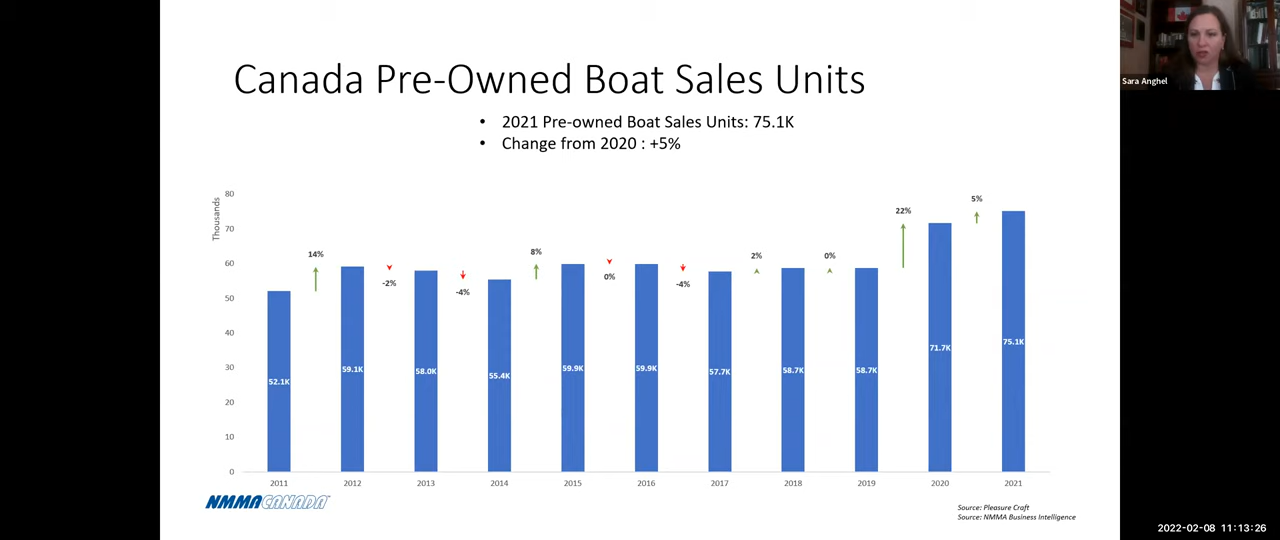 Canada Pre-Owned Boat Sales Units
• 2021 Pre-owned Boat Sales Units: 75.1K
• Change from 2020 : +5%
Sara Anghel
Thousands
80
70
60
50
40
30
20
10
0
14%
-2%
-4%
8%
0%
-4%
2%
0%
22%
5%
52.1K
59.1K
58.0K
55.4K
59.9K
59.9K
57.7K
58.7K
58.7K
71.7K
75.1K
2011 2012 2013 2014 2015 2016 2017 2018 2019 2020 2021
NMMA CANADA
Source: Pleasure Craft
Source: NMMA Business Intelligence
2022-02-08 11:13:26